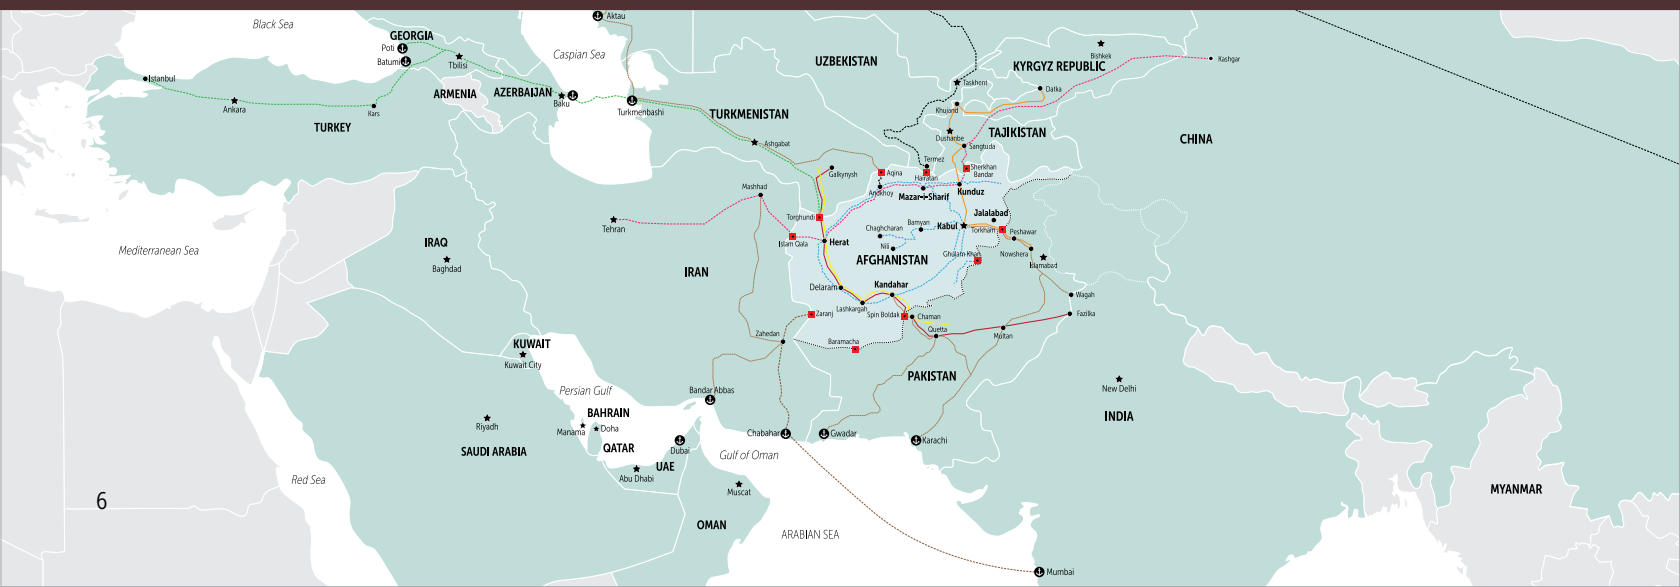 Black Sea
Aktau
GEORGIA
Poti
Batumi
Tbilisi
Caspian Sea
UZBEKISTAN
Bishkek
KYRGYZ REPUBLIC
Kashgar
Istanbul
Ankara
Kars
TURKEY
ARMENIA
AZERBAIJAN
Baku
Turkmenbashi
TURKMENISTAN
Ashgabat
Tashkent
Datka
Khujand
Dushanbe
TAJIKISTAN
Sangtuda
CHINA
Termez
Galkynysh
Aqina
Hairatan
Sherkhan
Bandar
Andkhoy
Mazar-i-Sharif
Kunduz
Mashhad
Torghundi
Tehran
Islam Qala
Herat
Chaghcharan
Bamyan
Nili
Kabul
Jalalabad
Torkham
Peshawar
Nowshera
Islamabad
AFGHANISTAN
Ghulam Khan
Mediterranean Sea
IRAQ
Baghdad
IRAN
Delaram
Kandahar
Lashkargah
Spin Boldak
Chaman
Wagah
Fazilka
Zaranj
Zahedan
Baramacha
Quetta
Multan
KUWAIT
Kuwait City
Persian Gulf
Bandar Abbas
PAKISTAN
New Delhi
INDIA
BAHRAIN
Manama
Doha
QATAR
Dubai
UAE
Abu Dhabi
Riyadh
SAUDI ARABIA
Chabahar
Gwadar
Karachi
Gulf of Oman
Muscat
OMAN
ARABIAN SEA
Red Sea
MYANMAR
Mumbai
6